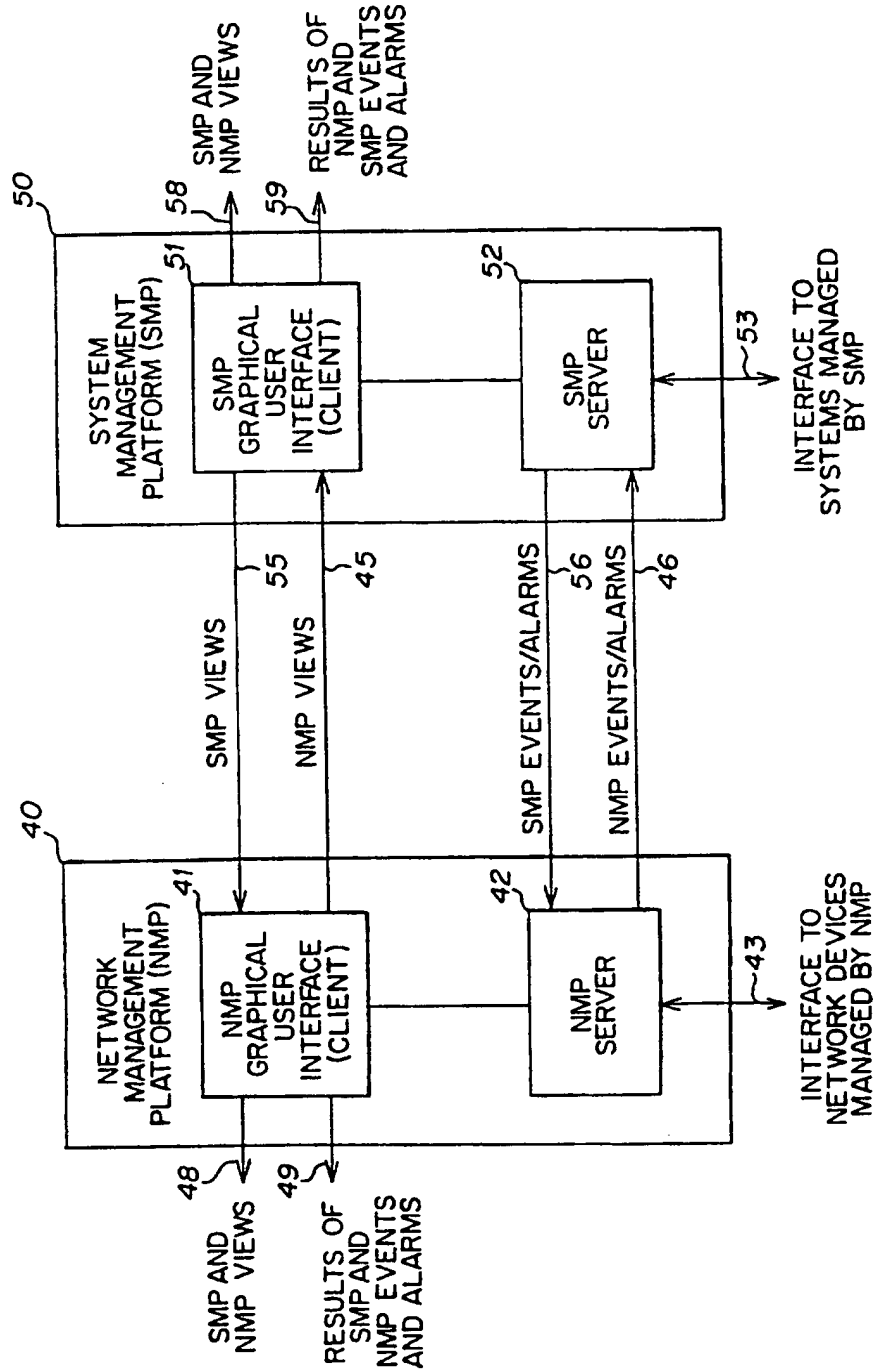 40
NETWORK
MANAGEMENT
PLATFORM (NMP)
41
NMP
GRAPHICAL
USER
INTERFACE
(CLIENT)
42
NMP
SERVER
43
INTERFACE TO
NETWORK DEVICES
MANAGED BY NMP
48
SMP AND
NMP VIEWS
49
RESULTS OF
SMP AND
NMP EVENTS
AND ALARMS
SMP VIEWS
55
NMP VIEWS
45
SMP EVENTS/ALARMS
56
NMP EVENTS/ALARMS
46
50
SYSTEM
MANAGEMENT
PLATFORM (SMP)
51
SMP
GRAPHICAL
USER
INTERFACE
(CLIENT)
52
SMP
SERVER
53
INTERFACE TO
SYSTEMS MANAGED
BY SMP
58
SMP AND
NMP VIEWS
59
RESULTS OF
NMP AND
SMP EVENTS
AND ALARMS